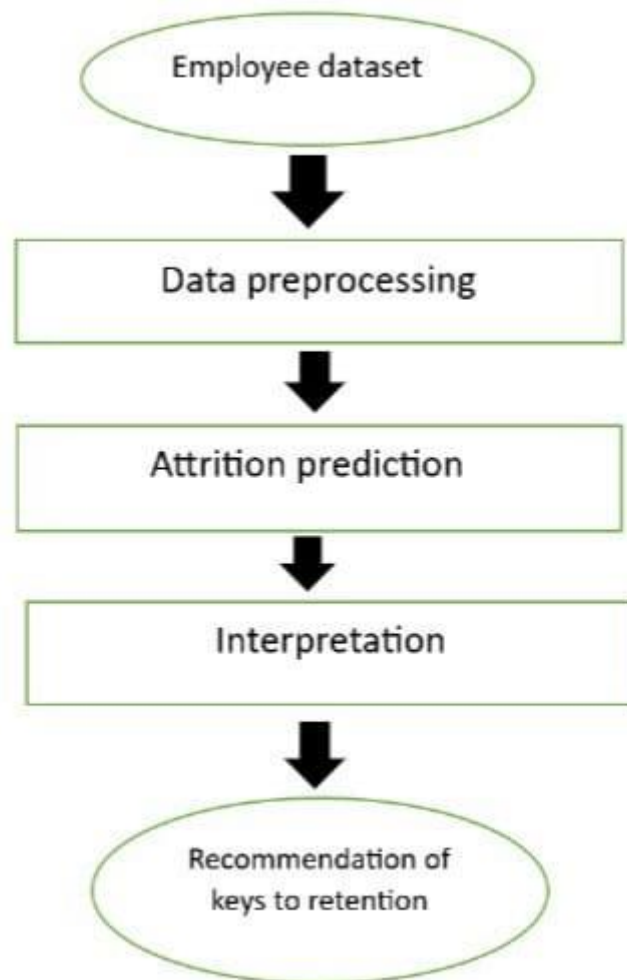 Employee dataset
Data preprocessing
Attrition prediction
Interpretation
Recommendation of
keys to retention